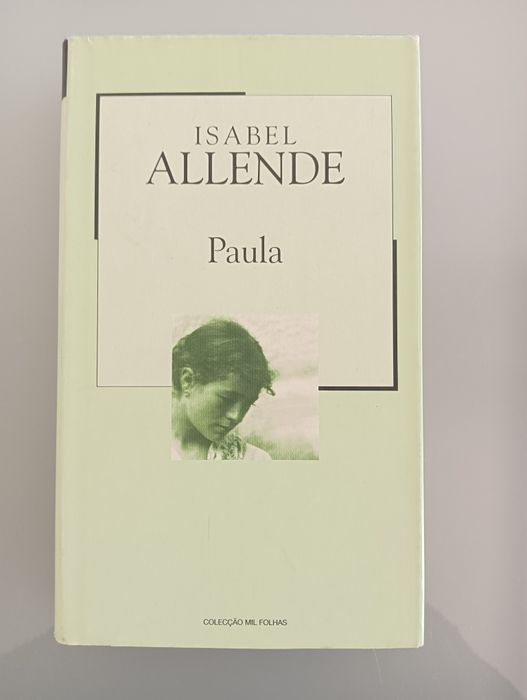 ISABEL
ALLENDE
Paula
COLECÇÃO MIL FOLHAS